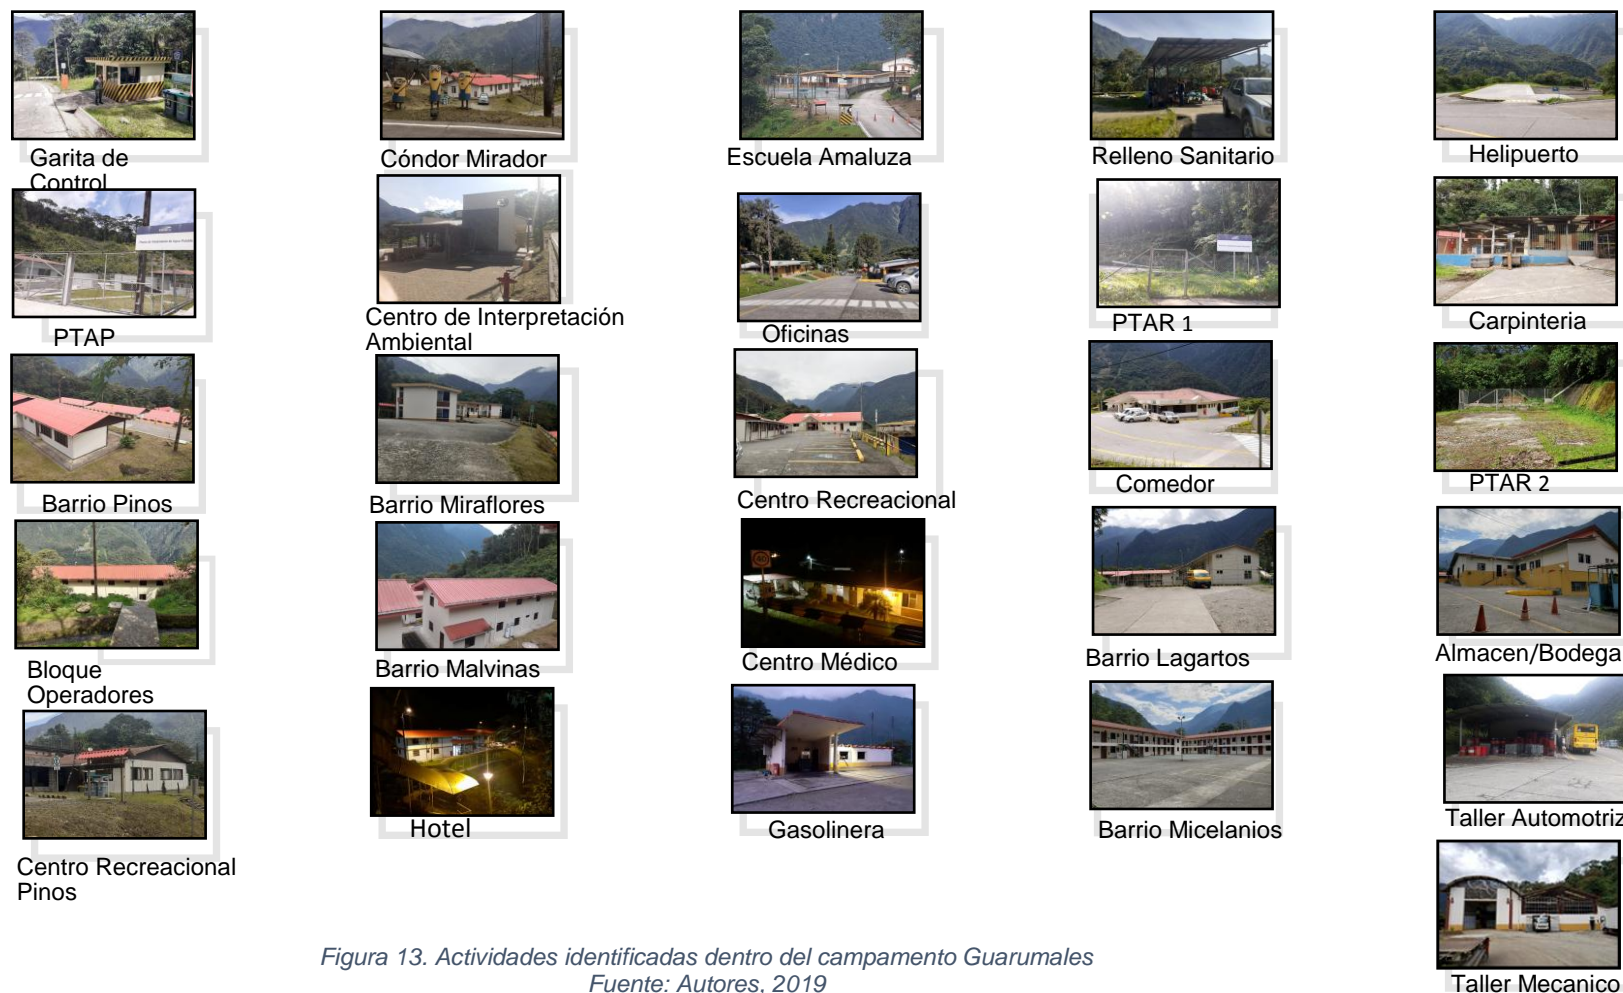 Garita de
Control
Cóndor Mirador
Escuela Amaluza
Relleno Sanitario
Helipuerto
PTAP
Centro de Interpretación
Ambiental
Oficinas
PTAR 1
Carpinteria
Barrio Pinos
Barrio Miraflores
Centro Recreacional
Comedor
PTAR 2
Bloque
Operadores
Barrio Malvinas
Centro Médico
Barrio Lagartos
Almacen/Bodega
Centro Recreacional
Pinos
Hotel
Gasolinera
Barrio Micelanios
Taller Automotriz
Taller Mecanico
Figura 13. Actividades identificadas dentro del campamento Guarumales
Fuente: Autores, 2019